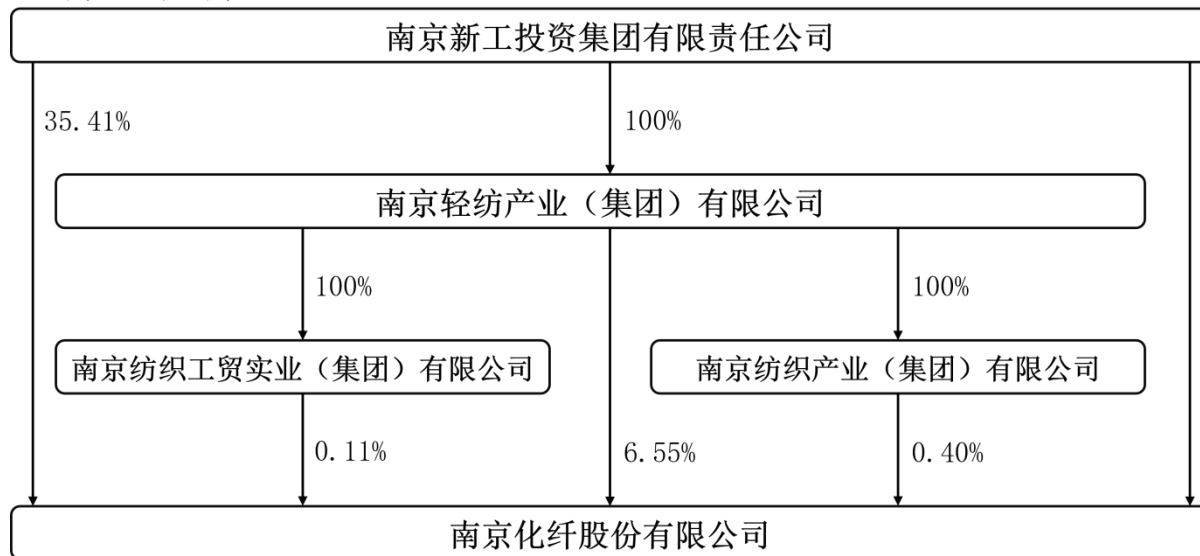 南京新工投资集团有限责任公司
35.41%
100%
南京轻纺产业（集团）有限公司
100%
100%
南京纺织工贸实业（集团）有限公司
南京纺织产业（集团）有限公司
0.11%
6.55%
0.40%
南京化纤股份有限公司